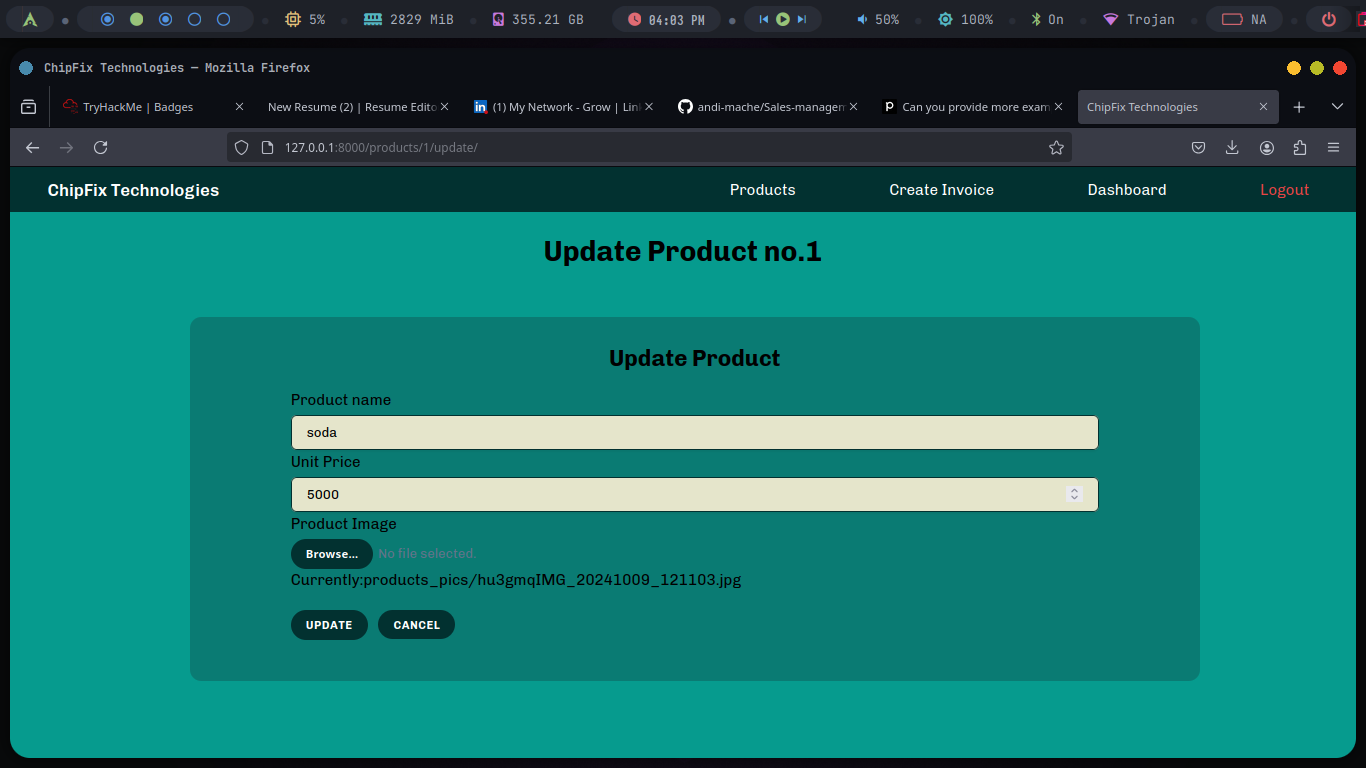 5% 2829 MiB 355.21 GB 04:03 PM 50% 100% On Trojan NA
ChipFix Technologies — Mozilla Firefox
TryHackMe | Badges New Resume (2) | Resume Edito (1) My Network - Grow | Lin andi-mache/Sales-managem Can you provide more exam ChipFix Technologies
127.0.0.1:8000/products/1/update/
ChipFix Technologies Products Create Invoice Dashboard Logout
Update Product no.1
Update Product
Product name
soda
Unit Price
5000
Product Image
Browse... No file selected.
Currently:products_pics/hu3gmqIMG_20241009_121103.jpg
UPDATE CANCEL